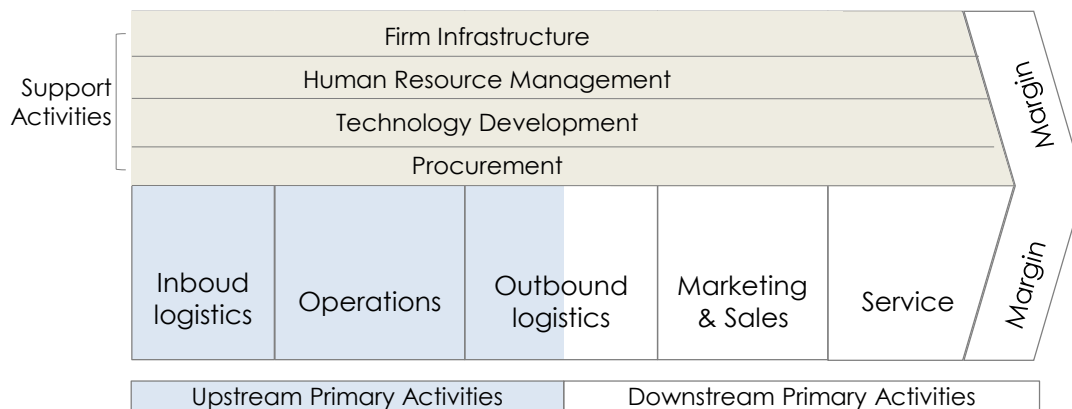 Firm Infrastructure
Human Resource Management
Technology Development
Procurement
Support
Activities
Margin
Margin
Inboud
logistics
Operations
Outbound
logistics
Marketing
& Sales
Service
Upstream Primary Activities
Downstream Primary Activities